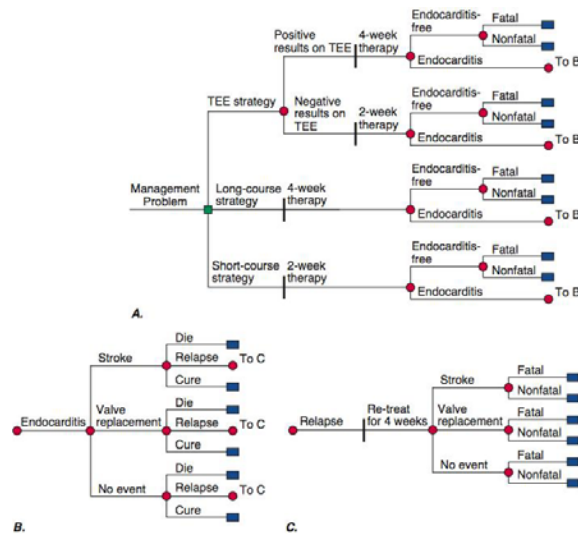 Endocarditis-
free
Fatal
Nonfatal
Positive
results on TEE
4-week
therapy
Endocarditis
To B
TEE strategy
Negative
results on
TEE
2-week
therapy
Endocarditis-
free
Fatal
Nonfatal
Endocarditis
To B
Management
Problem
Long-course
strategy
4-week
therapy
Endocarditis-
free
Fatal
Nonfatal
Endocarditis
To B
Short-course
strategy
2-week
therapy
Endocarditis-
free
Fatal
Nonfatal
Endocarditis
To B
A.
Endocarditis
Stroke
Die
Relapse
To C
Cure
Valve
replacement
Die
Relapse
To C
Cure
No event
Die
Relapse
To C
Cure
B.
Relapse
Re-treat
for 4 weeks
Stroke
Fatal
Nonfatal
Valve
replacement
Fatal
Nonfatal
No event
Fatal
Nonfatal
C.